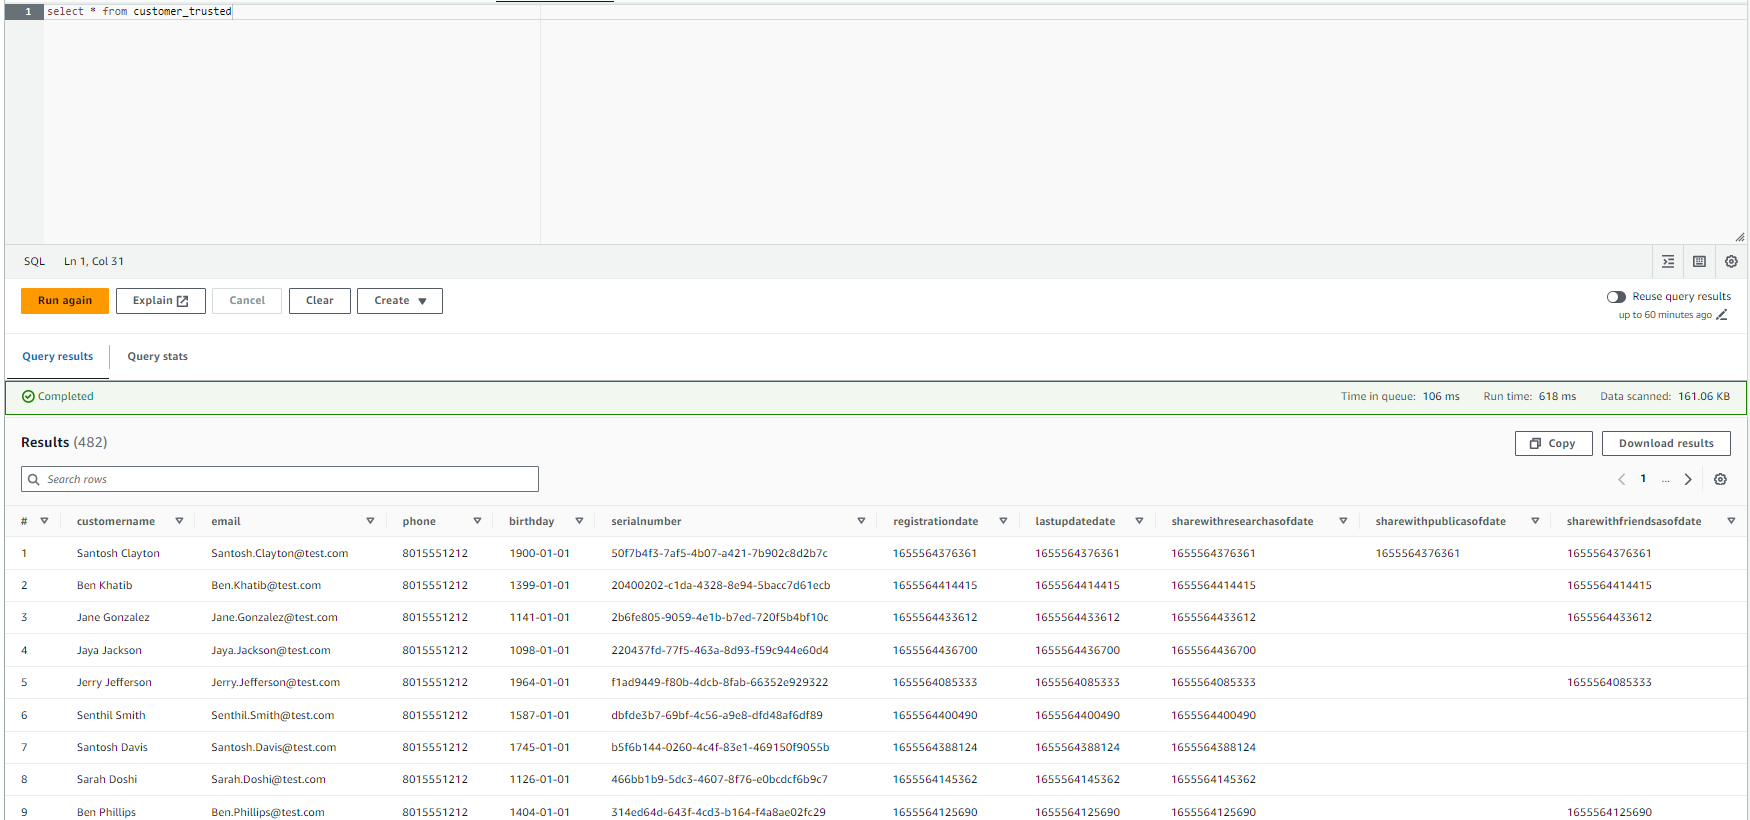 1 select * from customer_trusted
SQL Ln 1, Col 31
Run again Explain Cancel Clear Create
Reuse query results
up to 60 minutes ago
Query results Query stats
Completed Time in queue: 106 ms Run time: 618 ms Data scanned: 161.06 KB
Results (482)
Copy Download results
Search rows
1 ...
# customername email phone birthday serialnumber registrationdate lastupdatedate sharewithresearchasofdate sharewithpublicasofdate sharewithfriendsasofdate
1 Santosh Clayton Santosh.Clayton@test.com 8015551212 1900-01-01 50f7b4f3-7af5-4b07-a421-7b902c8d2b7c 1655564376361 1655564376361 1655564376361 1655564376361 1655564376361
2 Ben Khatib Ben.Khatib@test.com 8015551212 1399-01-01 20400202-c1da-4328-8e94-5bacc7d61ecb 1655564414415 1655564414415 1655564414415 1655564414415
3 Jane Gonzalez Jane.Gonzalez@test.com 8015551212 1141-01-01 2b6fe805-9059-4e1b-b7ed-720f5b4bf10c 1655564433612 1655564433612 1655564433612 1655564433612
4 Jaya Jackson Jaya.Jackson@test.com 8015551212 1098-01-01 220437fd-77f5-463a-8d93-f59c944e60d4 1655564436700 1655564436700 1655564436700
5 Jerry Jefferson Jerry.Jefferson@test.com 8015551212 1964-01-01 f1ad9449-f80b-4dcb-8fab-66352e929322 1655564085333 1655564085333 1655564085333 1655564085333
6 Senthil Smith Senthil.Smith@test.com 8015551212 1587-01-01 dbfde3b7-69bf-4c56-a9e8-dfd48af6df89 1655564400490 1655564400490 1655564400490
7 Santosh Davis Santosh.Davis@test.com 8015551212 1745-01-01 b5f6b144-0260-4c4f-83e1-469150f9055b 1655564388124 1655564388124 1655564388124
8 Sarah Doshi Sarah.Doshi@test.com 8015551212 1126-01-01 466bb1b9-5dc3-4607-8f76-e0bcdcf6b9c7 1655564145362 1655564145362 1655564145362
9 Ben Phillips Ben.Phillips@test.com 8015551212 1404-01-01 314ed64d-643f-4cd3-b164-f4a8ae02fc29 1655564125690 1655564125690 1655564125690 1655564125690